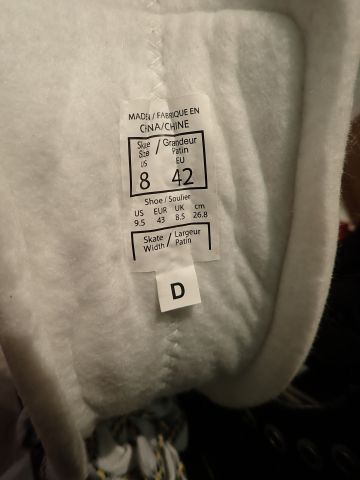 MADE / FABRIQUE EN
CHINA/CHINE
Skate Size / Grandeur Patin
US EU
8 42
Shoe / Soulier
US EUR UK cm
9.5 43 8.5 26.8
Skate Width / Largeur Patin
D